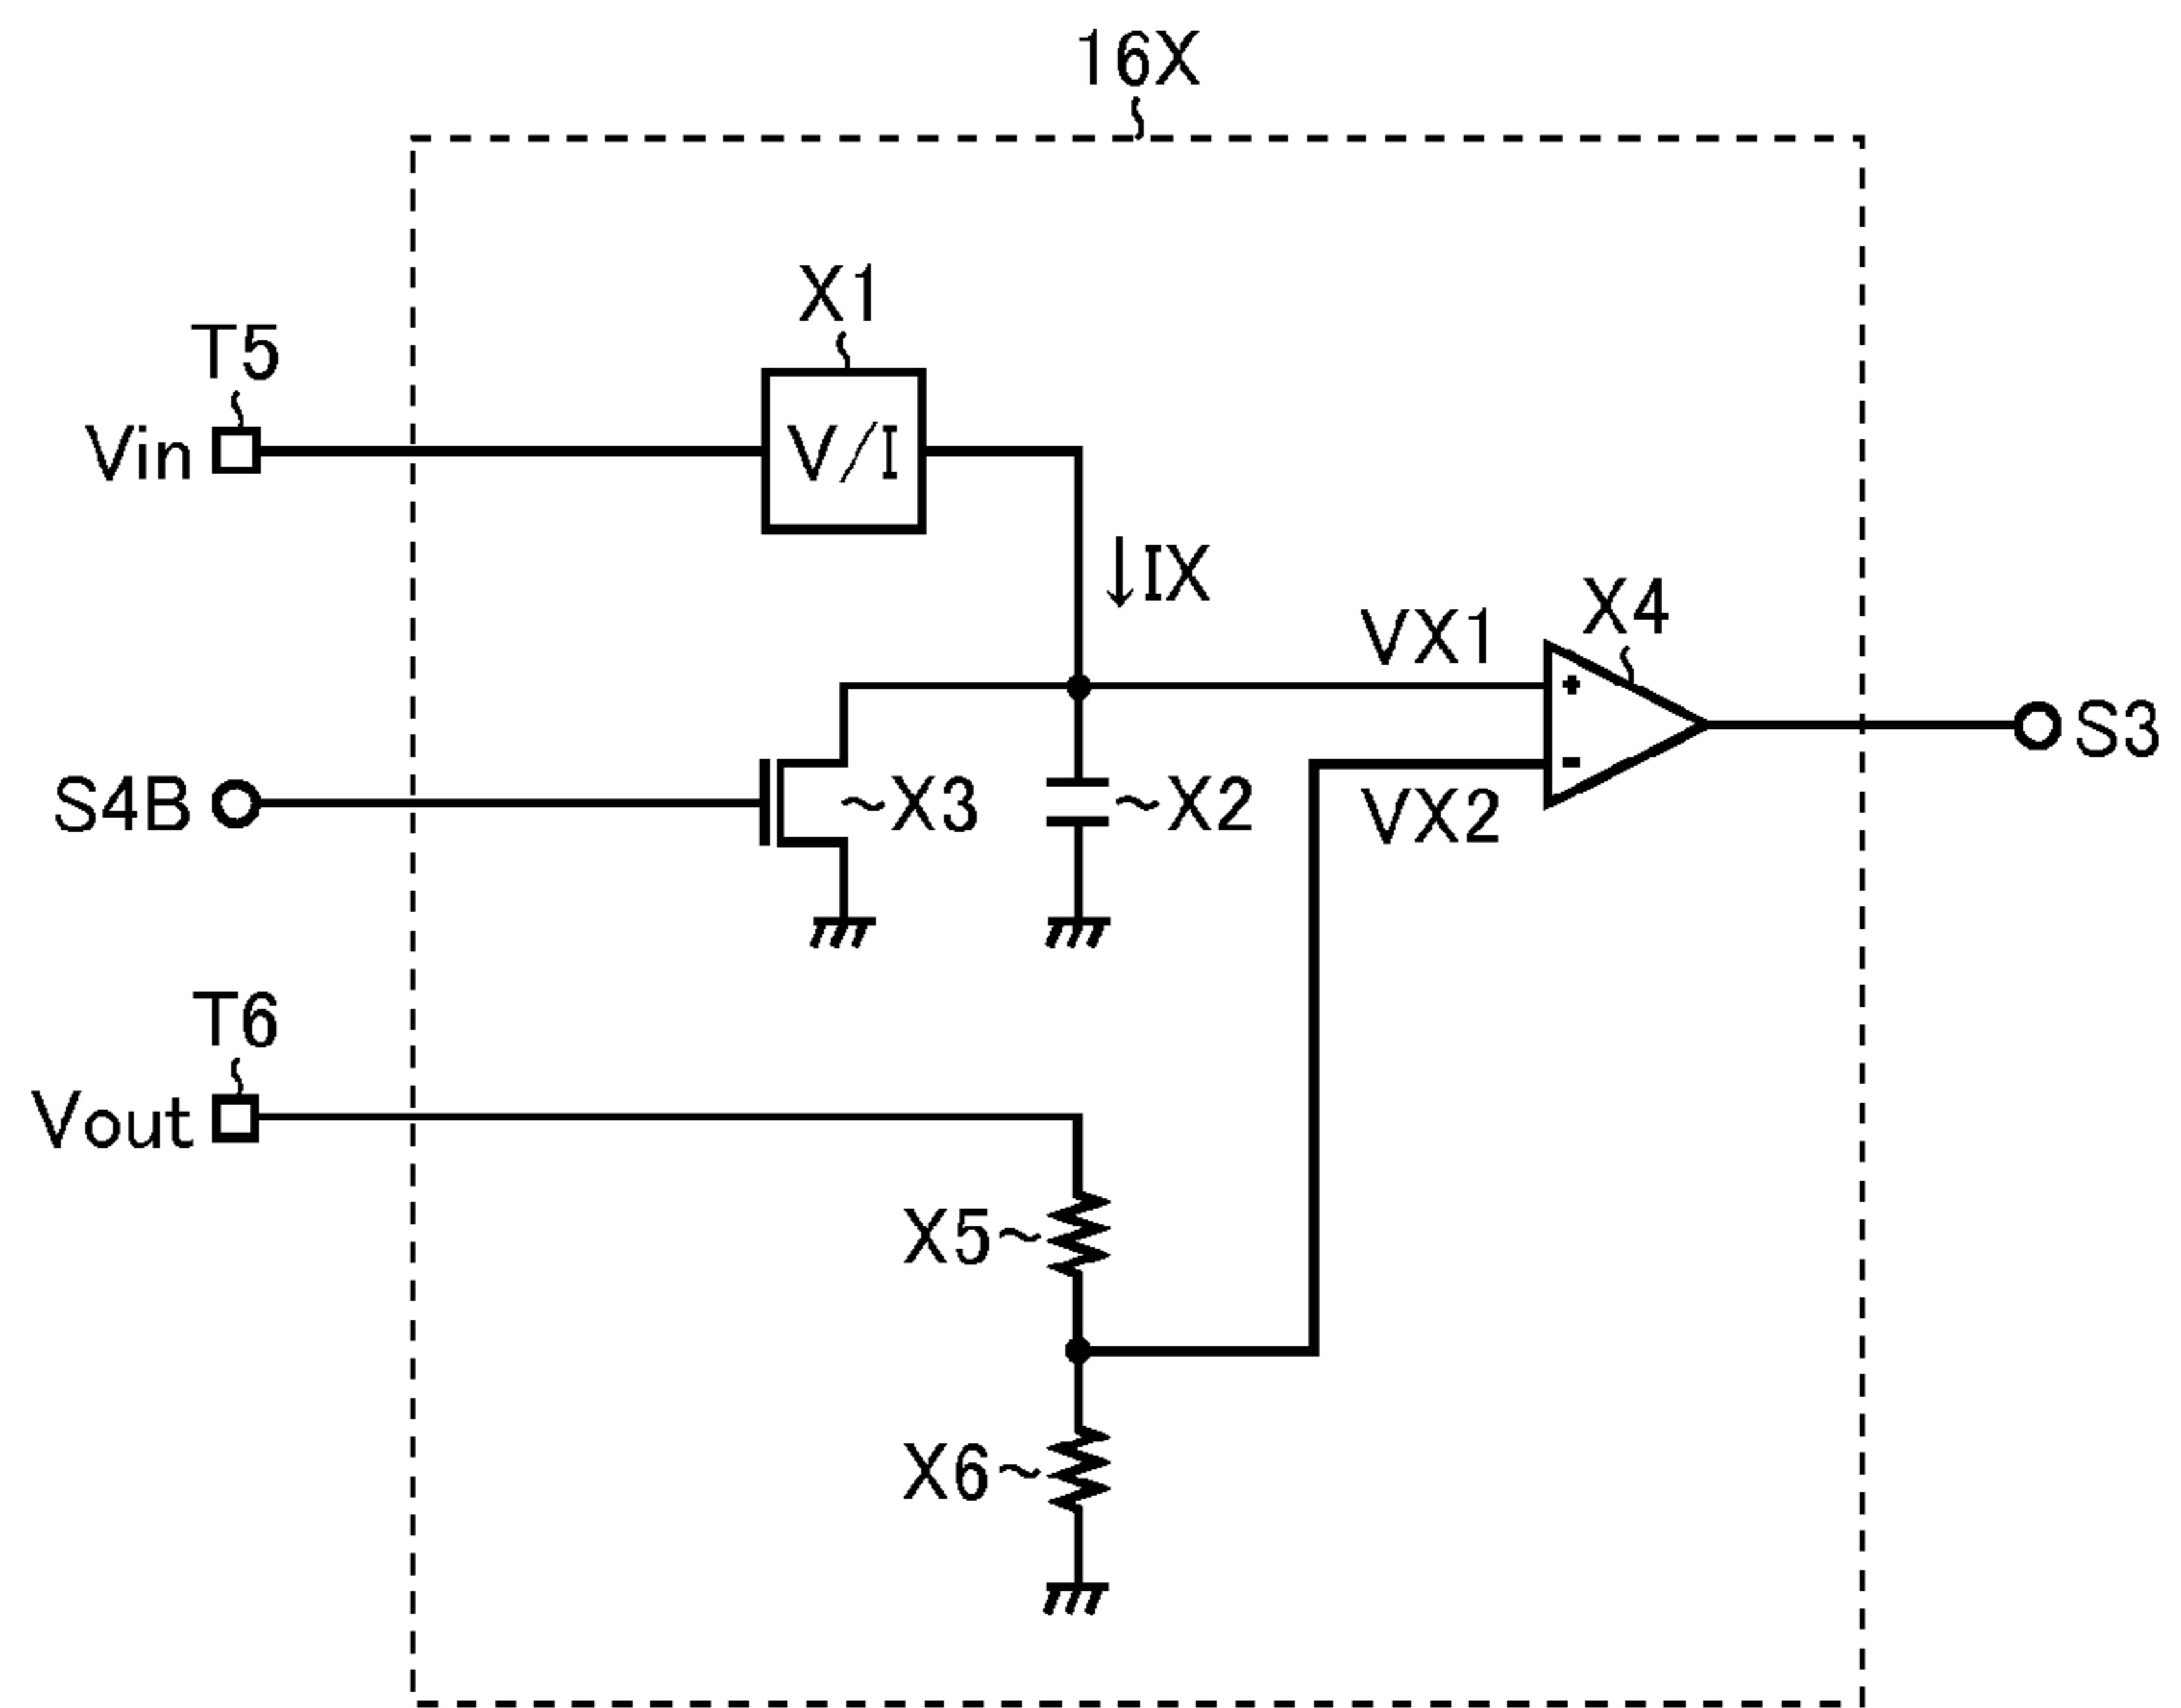 16X
X1
T5
Vin
V/I
IX
X4
VX1
+
S3
S4B
X3
X2
-
VX2
T6
Vout
X5
X6